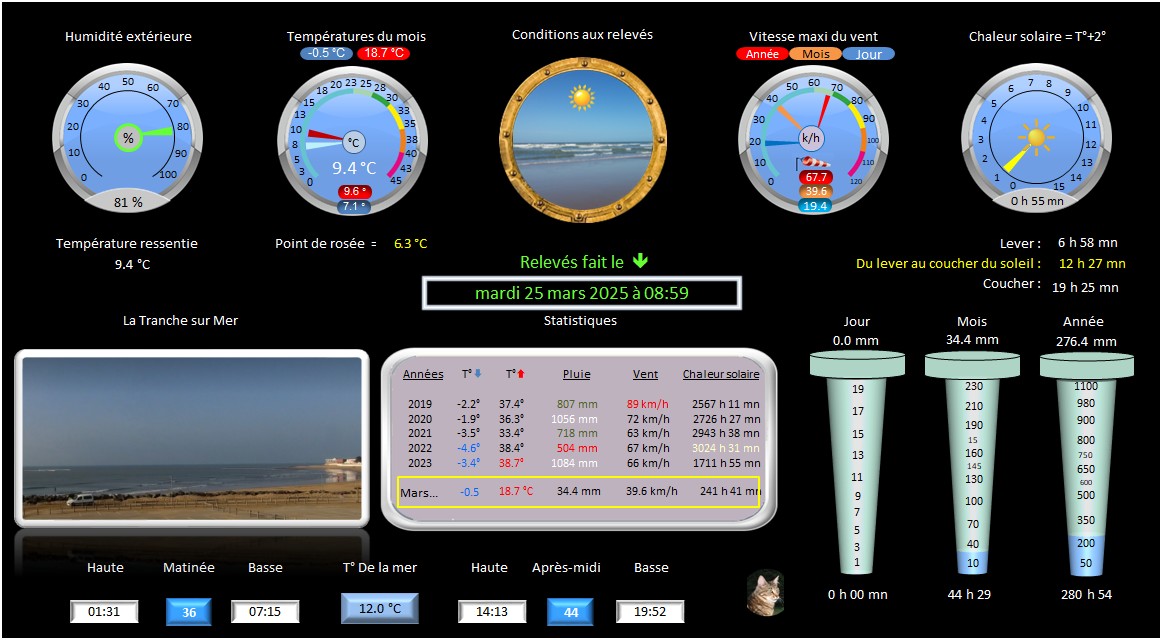 Humidité extérieure
Températures du mois
Conditions aux relevés
Vitesse maxi du vent
Chaleur solaire = T°+2°
-0.5 °C 18.7 °C
Année Mois Jour
0 10 20 30 40 50 60 70 80 90 100
%
81 %
0 3 5 8 10 13 15 18 20 23 25 28 30 33 35 38 40 43 45
°C
9.4 °C
9.6 °
7.1 °
0 10 20 30 40 50 60 70 80 90 100 110 120
k/h
67.7
39.6
19.4
0 1 2 3 4 5 6 7 8 9 10 11 12 13 14 15
0 h 55 mn
Température ressentie
9.4 °C
Point de rosée = 6.3 °C
Relevés fait le
mardi 25 mars 2025 à 08:59
Lever : 6 h 58 mn
Du lever au coucher du soleil : 12 h 27 mn
Coucher : 19 h 25 mn
La Tranche sur Mer
Statistiques
Années T° T° Pluie Vent Chaleur solaire
2019 -2.2° 37.4° 807 mm 89 km/h 2567 h 11 mn
2020 -1.9° 36.3° 1056 mm 72 km/h 2726 h 27 mn
2021 -3.5° 33.4° 718 mm 63 km/h 2943 h 38 mn
2022 -4.6° 38.4° 504 mm 67 km/h 3024 h 31 mn
2023 -3.4° 38.7° 1084 mm 66 km/h 1711 h 55 mn
Mars... -0.5 18.7 °C 34.4 mm 39.6 km/h 241 h 41 mn
Jour
0.0 mm
19
17
15
13
11
9
7
5
3
1
0 h 00 mn
Mois
34.4 mm
230
210
190
15
160
145
130
100
70
40
10
44 h 29
Année
276.4 mm
1100
980
900
800
750
650
600
500
350
200
50
280 h 54
Haute Matinée Basse T° De la mer Haute Après-midi Basse
01:31 36 07:15 12.0 °C 14:13 44 19:52